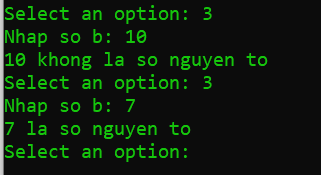 Select an option: 3
Nhap so b: 10
10 khong la so nguyen to
Select an option: 3
Nhap so b: 7
7 la so nguyen to
Select an option: